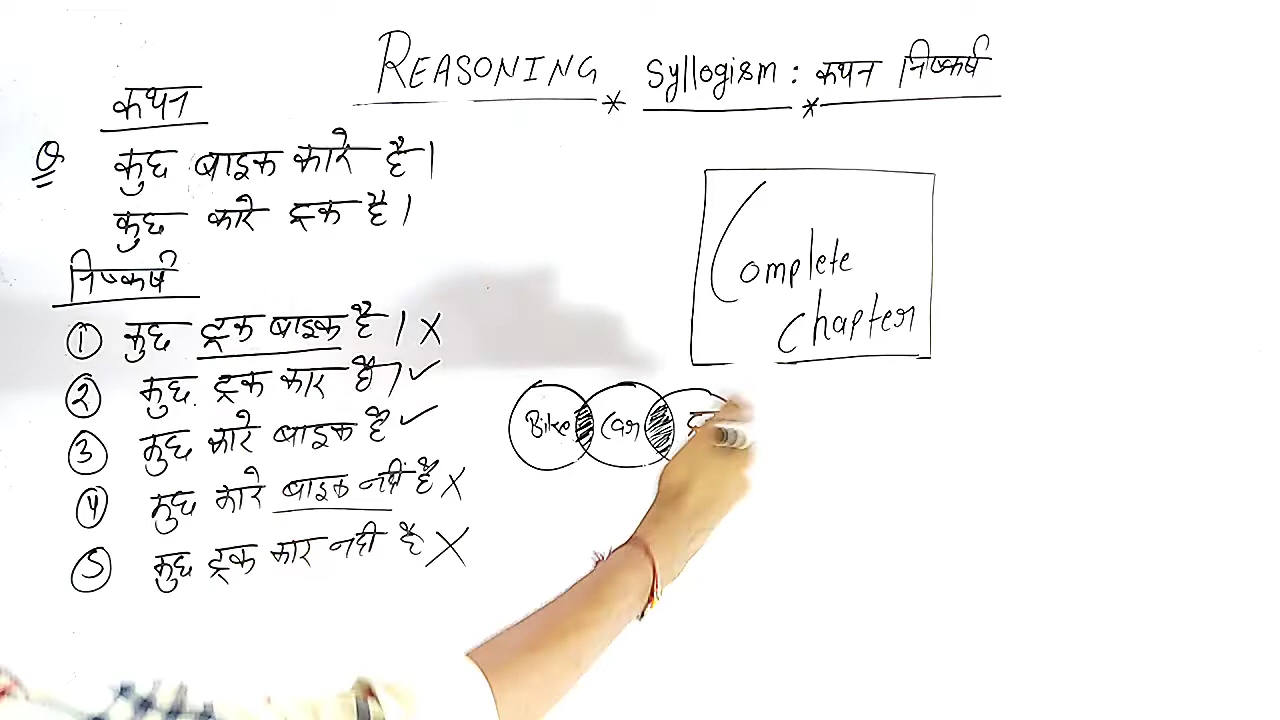 REASONING * Syllogism : * कथन निष्कर्ष
कथन
Q कुछ बाइक कारे है।
कुछ कारे ट्रक है।
निष्कर्ष
① कुछ ट्रक बाइक है। X
② कुछ ट्रक कार है। ✓
③ कुछ कारे बाइक है ✓
④ कुछ कारे बाइक नही है X
⑤ कुछ ट्रक कार नही है X
Complete
chapter
Bike Car